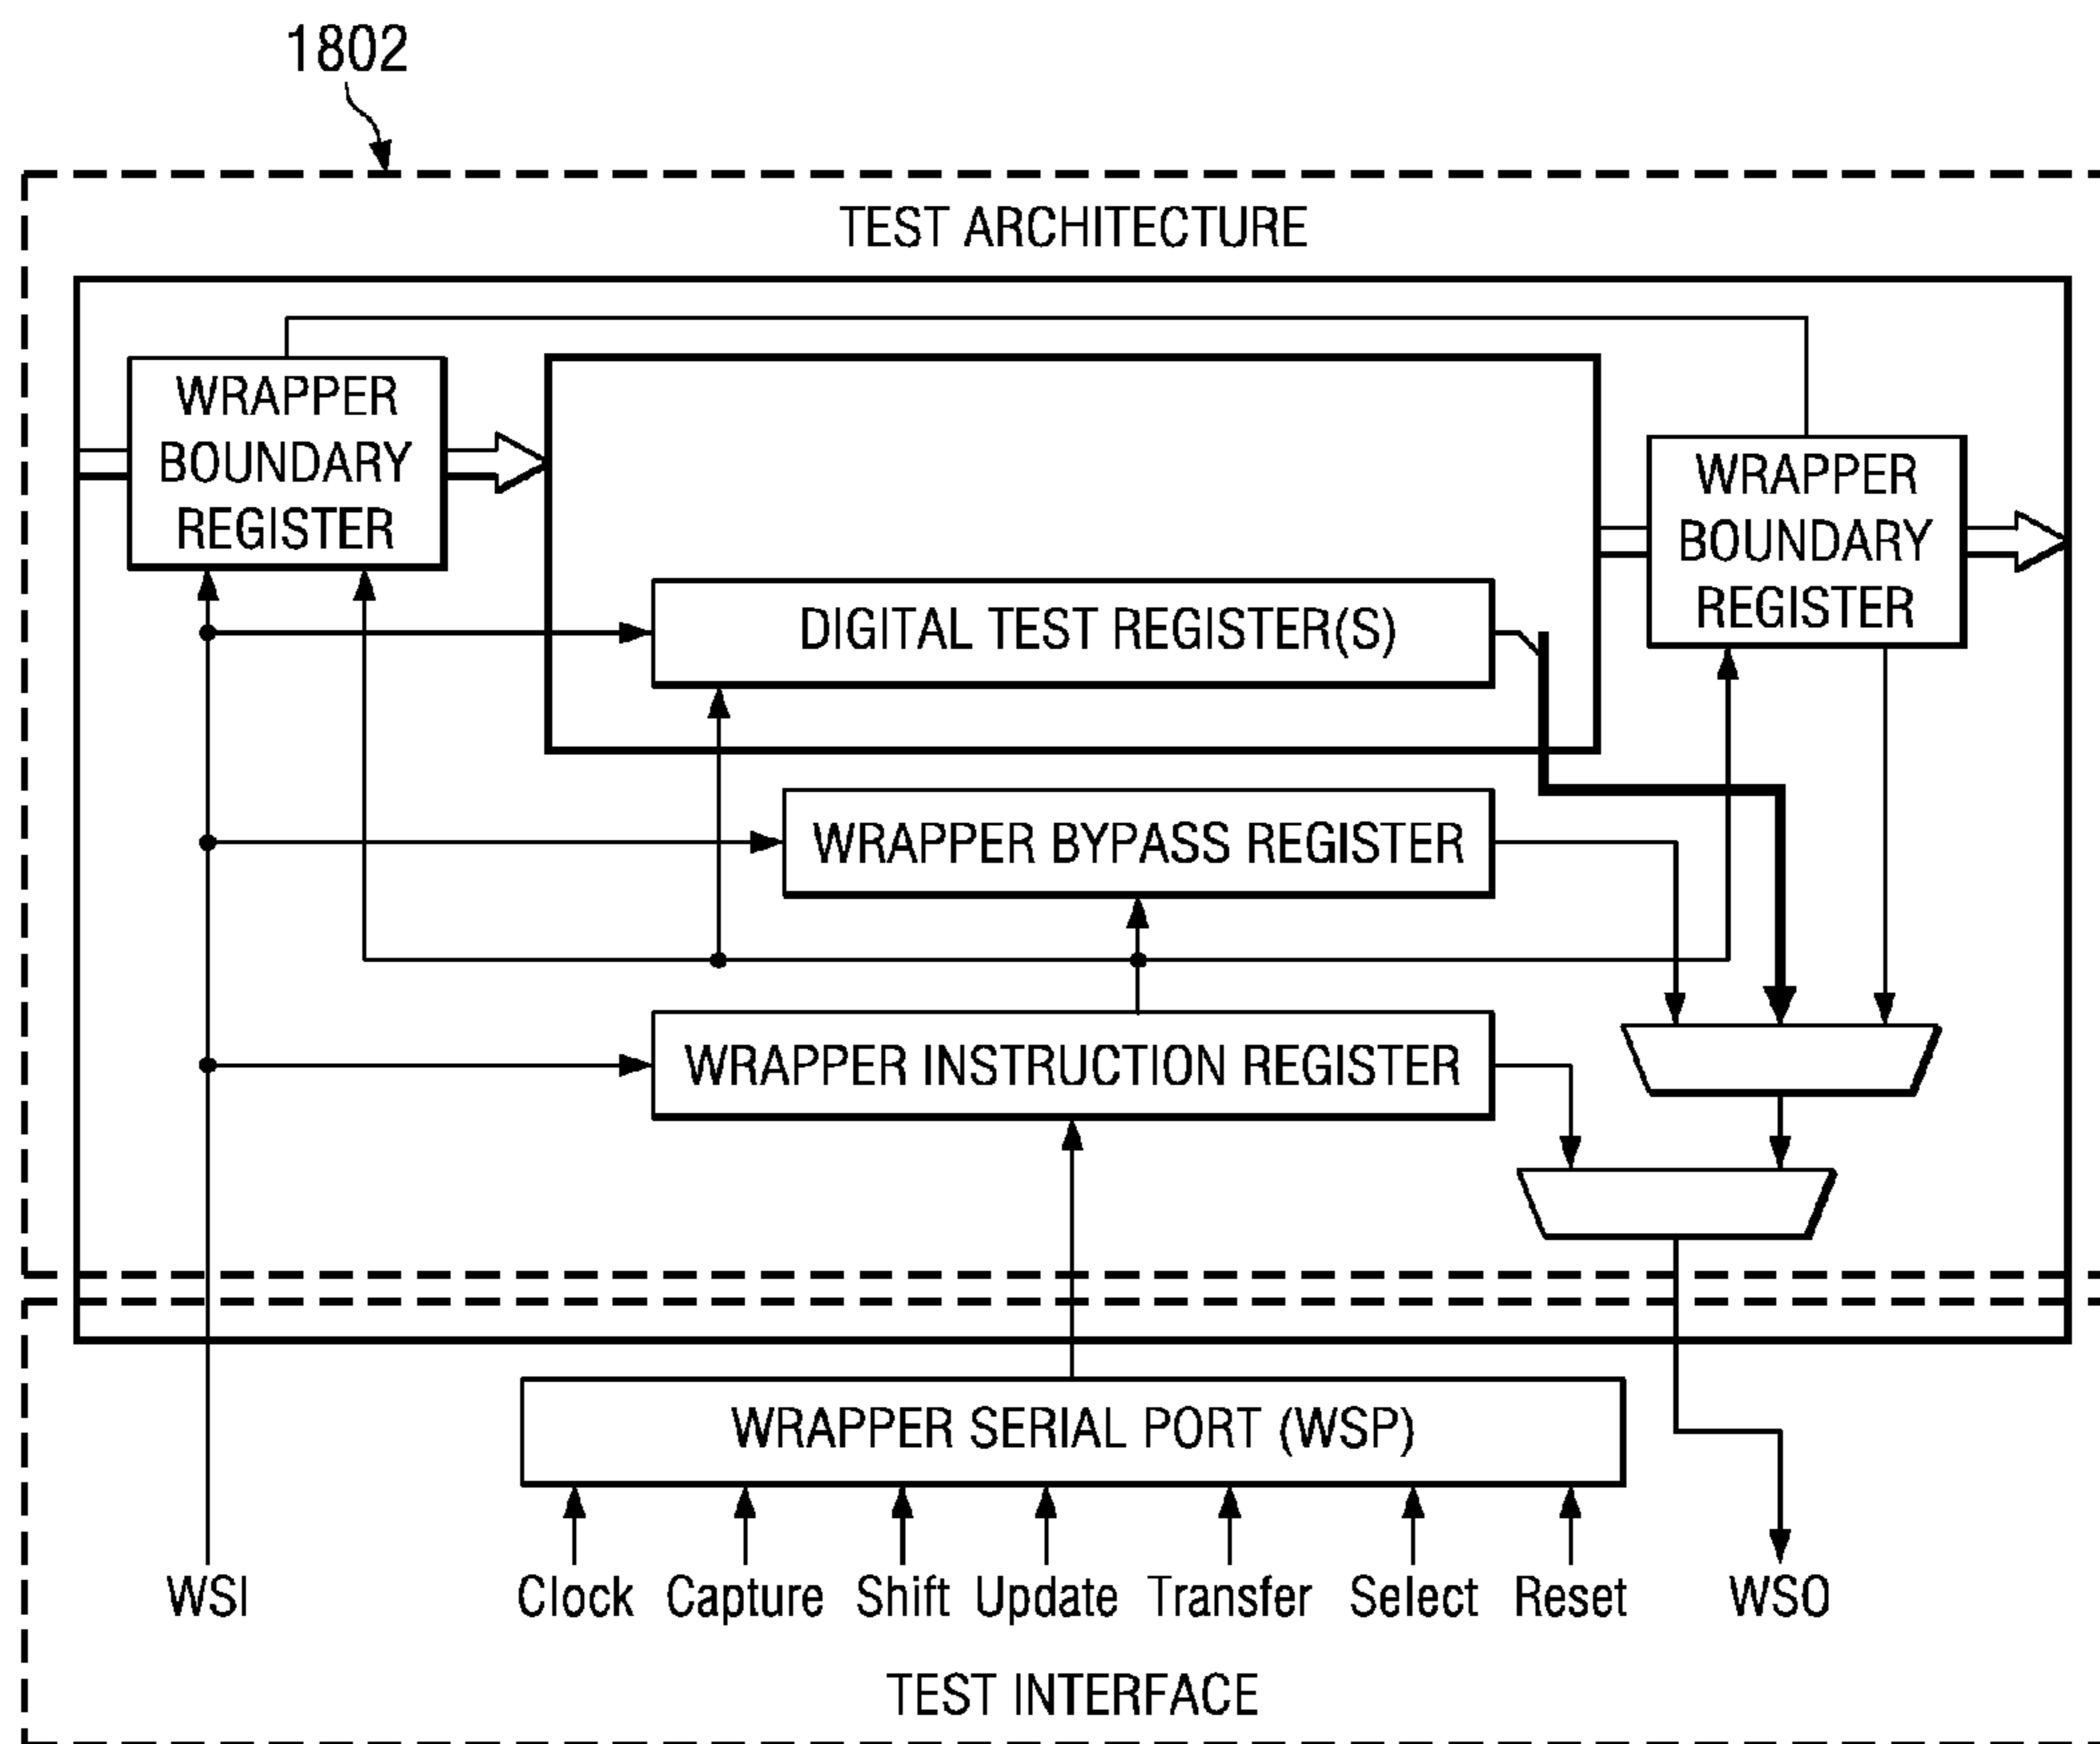 1802
TEST ARCHITECTURE
WRAPPER
BOUNDARY
REGISTER
WRAPPER
BOUNDARY
REGISTER
DIGITAL TEST REGISTER(S)
WRAPPER BYPASS REGISTER
WRAPPER INSTRUCTION REGISTER
WRAPPER SERIAL PORT (WSP)
WSI Clock Capture Shift Update Transfer Select Reset WSO
TEST INTERFACE